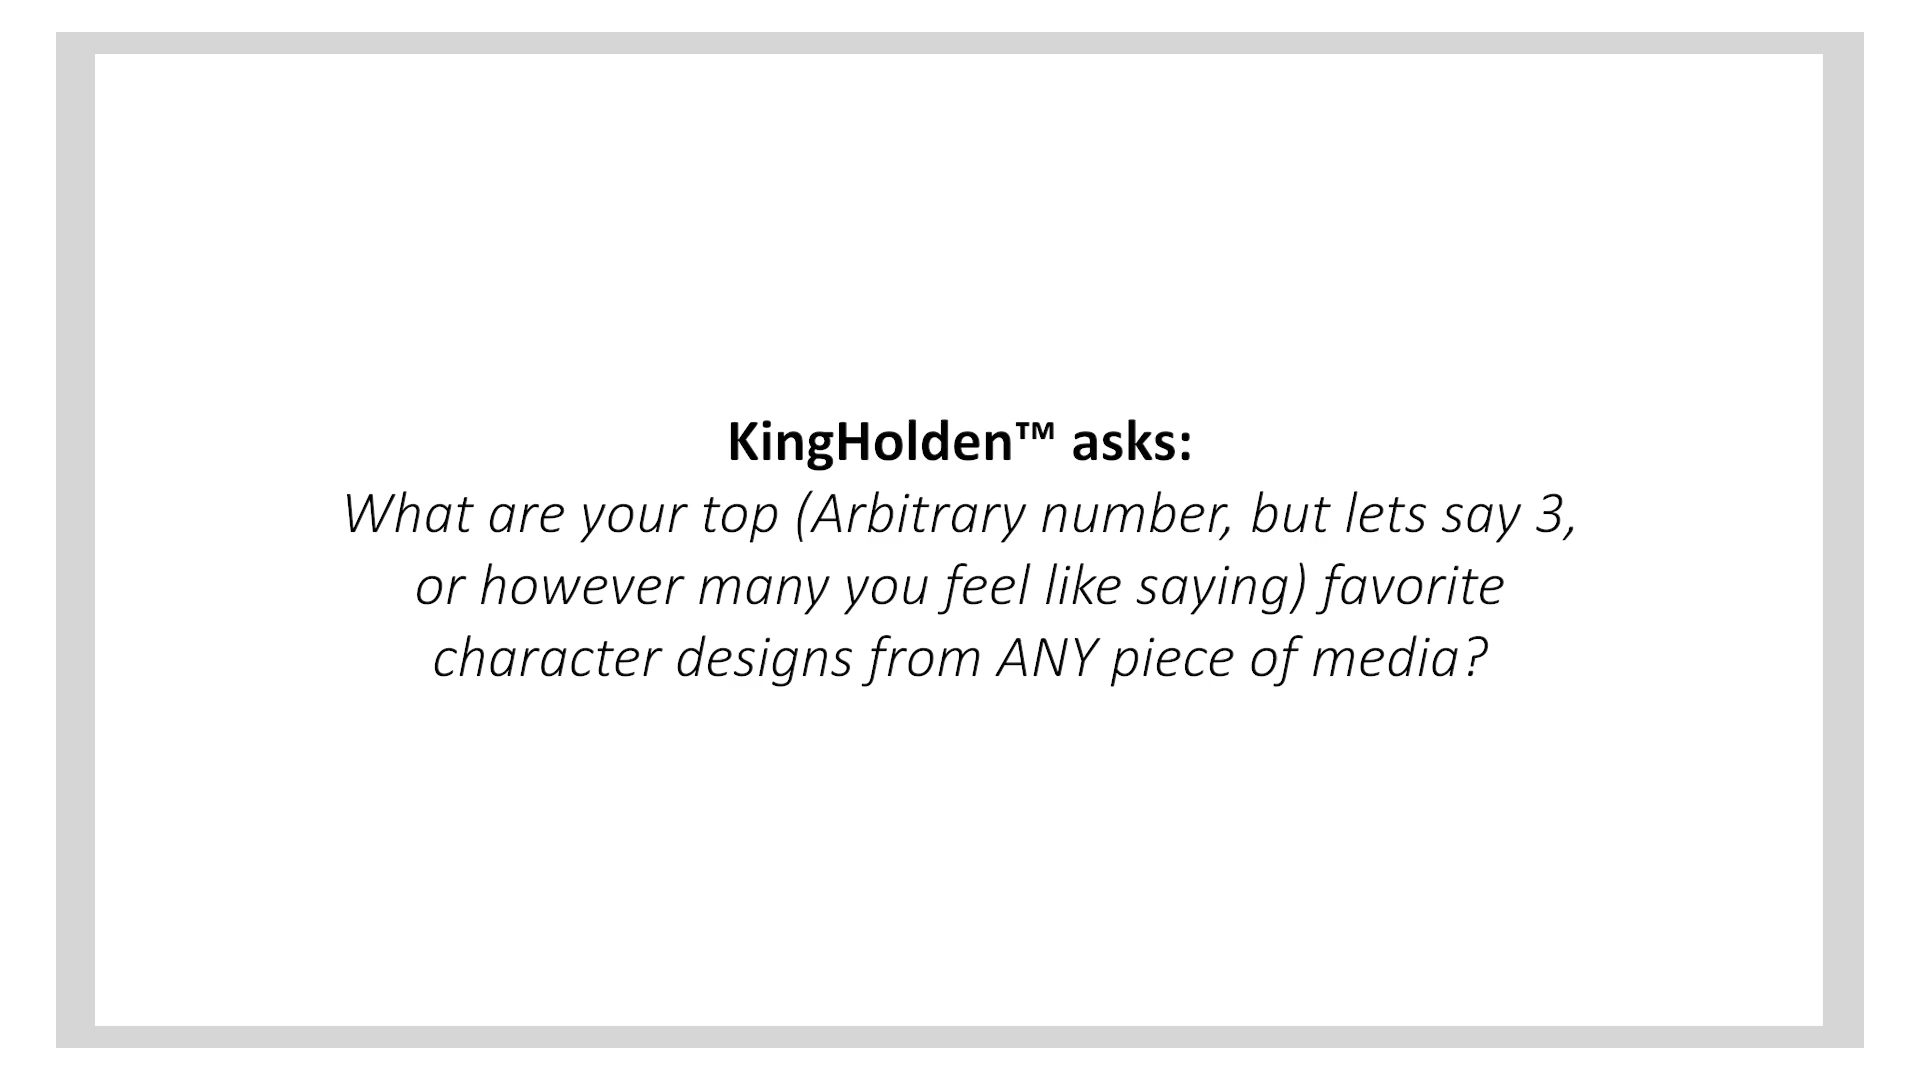 KingHolden™ asks:
What are your top (Arbitrary number, but lets say 3,
or however many you feel like saying) favorite
character designs from ANY piece of media?